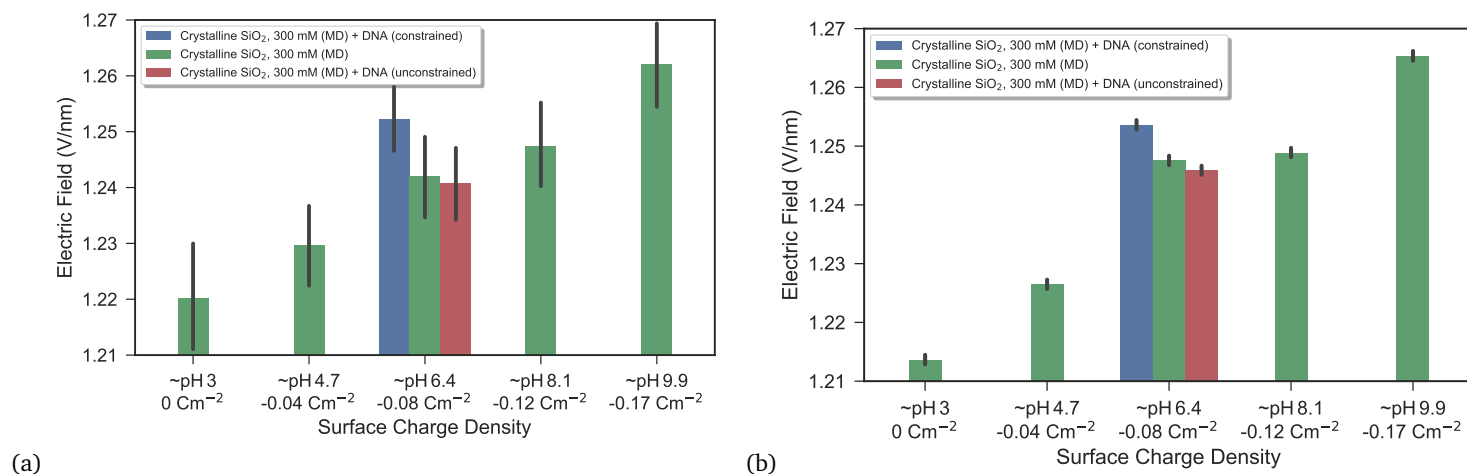 1.27
1.26
1.25
1.24
1.23
1.22
1.21
Electric Field (V/nm)
Crystalline SiO₂, 300 mM (MD) + DNA (constrained)
Crystalline SiO₂, 300 mM (MD)
Crystalline SiO₂, 300 mM (MD) + DNA (unconstrained)
~pH 3 ~pH 4.7 ~pH 6.4 ~pH 8.1 ~pH 9.9
0 Cm⁻² -0.04 Cm⁻² -0.08 Cm⁻² -0.12 Cm⁻² -0.17 Cm⁻²
Surface Charge Density
(a)
1.27
1.26
1.25
1.24
1.23
1.22
1.21
Electric Field (V/nm)
Crystalline SiO₂, 300 mM (MD) + DNA (constrained)
Crystalline SiO₂, 300 mM (MD)
Crystalline SiO₂, 300 mM (MD) + DNA (unconstrained)
~pH 3 ~pH 4.7 ~pH 6.4 ~pH 8.1 ~pH 9.9
0 Cm⁻² -0.04 Cm⁻² -0.08 Cm⁻² -0.12 Cm⁻² -0.17 Cm⁻²
Surface Charge Density
(b)